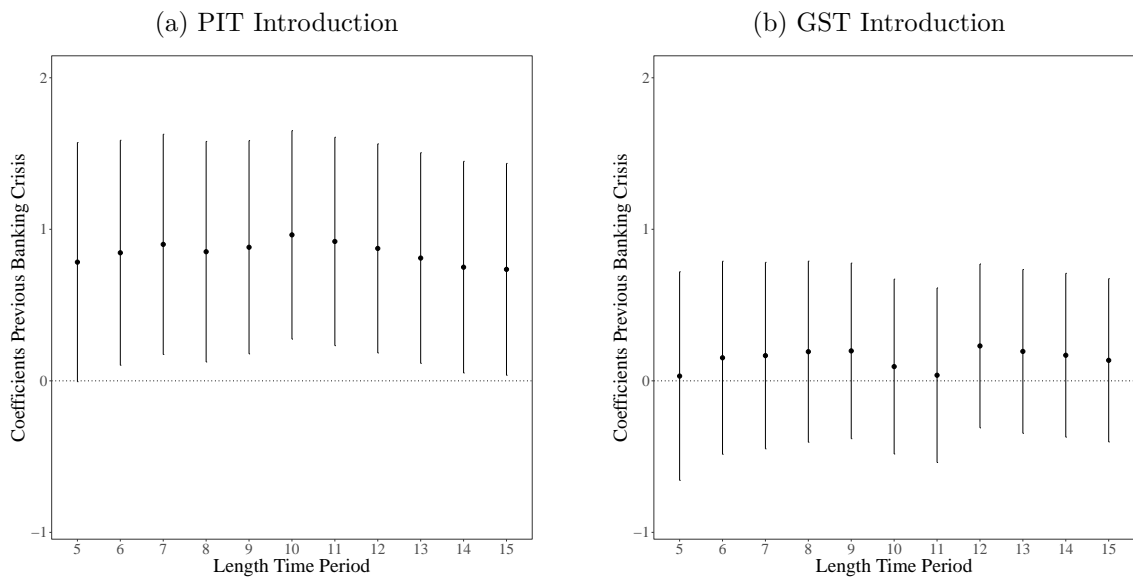 (a) PIT Introduction
Coefficients Previous Banking Crisis
2
1
0
−1
5 6 7 8 9 10 11 12 13 14 15
Length Time Period
(b) GST Introduction
Coefficients Previous Banking Crisis
2
1
0
−1
5 6 7 8 9 10 11 12 13 14 15
Length Time Period